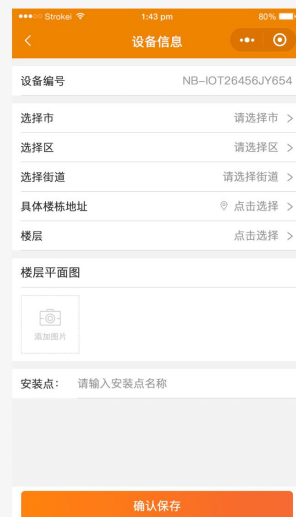 Strokei 1:43 pm 80%
设备信息
设备编号 NB-IOT26456JY654
选择市 请选择市 >
选择区 请选择区 >
选择街道 请选择街道 >
具体楼栋地址 点击选择 >
楼层 点击选择 >
楼层平面图
添加图片
安装点： 请输入安装点名称
确认保存